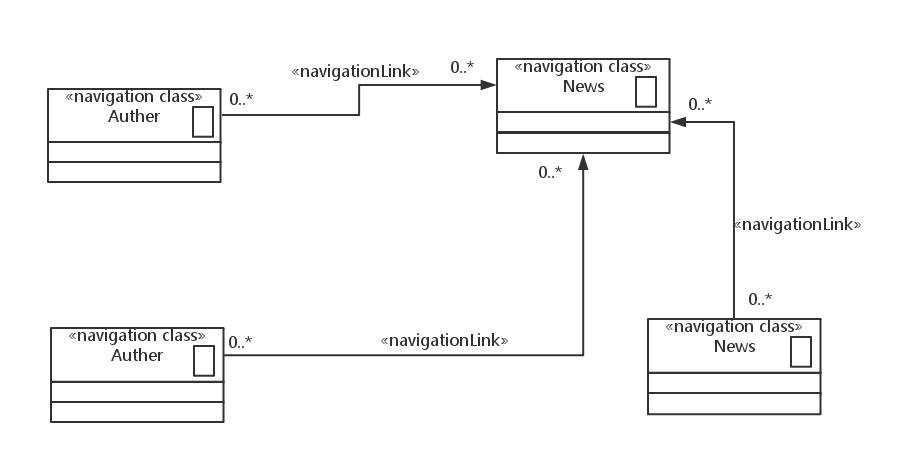 «navigationLink»
0..*
«navigation class»
News
«navigation class»
Auther
0..*
0..*
0..*
«navigationLink»
0..*
«navigation class»
News
«navigation class»
Auther
0..*
«navigationLink»